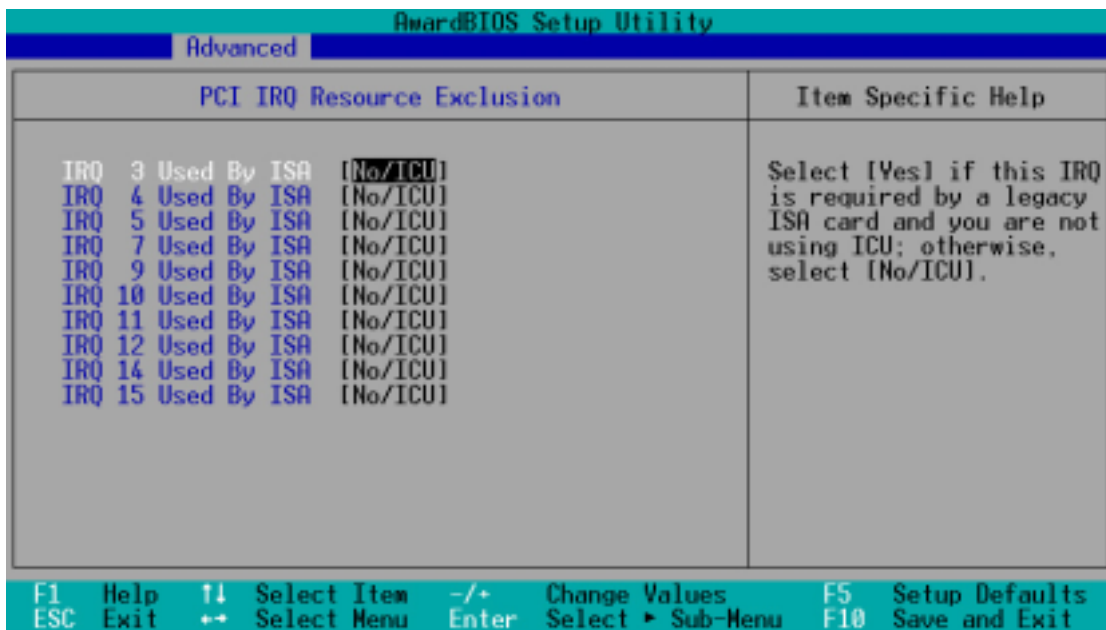 AwardBIOS Setup Utility
Advanced
PCI IRQ Resource Exclusion
Item Specific Help
IRQ 3 Used By ISA [No/ICU]
IRQ 4 Used By ISA [No/ICU]
IRQ 5 Used By ISA [No/ICU]
IRQ 7 Used By ISA [No/ICU]
IRQ 9 Used By ISA [No/ICU]
IRQ 10 Used By ISA [No/ICU]
IRQ 11 Used By ISA [No/ICU]
IRQ 12 Used By ISA [No/ICU]
IRQ 14 Used By ISA [No/ICU]
IRQ 15 Used By ISA [No/ICU]
Select [Yes] if this IRQ
is required by a legacy
ISA card and you are not
using ICU; otherwise,
select [No/ICU].
F1 Help ↑↓ Select Item -/+ Change Values F5 Setup Defaults
ESC Exit ←→ Select Menu Enter Select ► Sub-Menu F10 Save and Exit